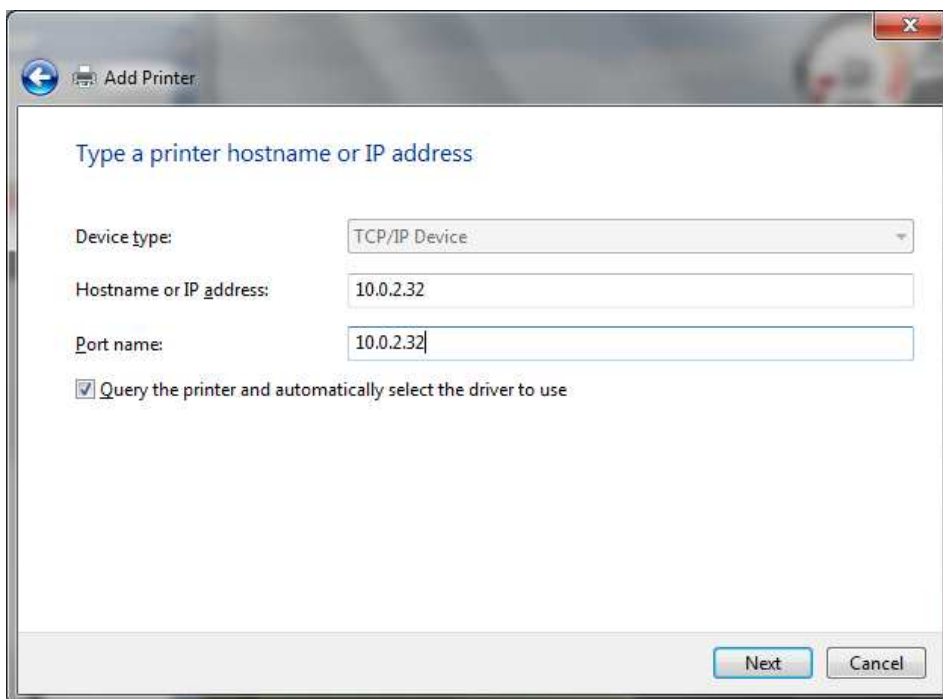 Add Printer
Type a printer hostname or IP address
Device type: TCP/IP Device
Hostname or IP address: 10.0.2.32
Port name: 10.0.2.32
Query the printer and automatically select the driver to use
Next Cancel